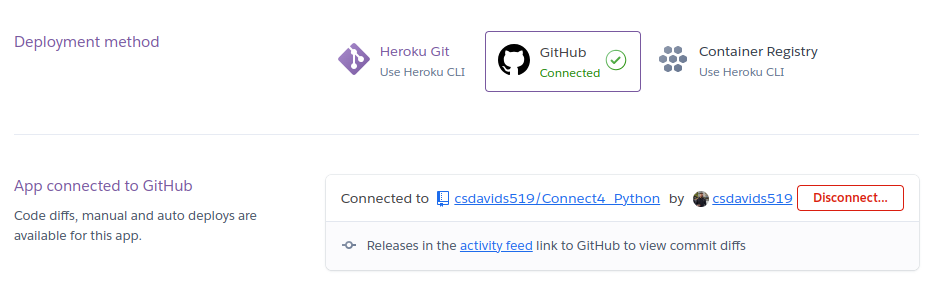 Deployment method
Heroku Git
Use Heroku CLI
GitHub
Connected
Container Registry
Use Heroku CLI
App connected to GitHub
Code diffs, manual and auto deploys are
available for this app.
Connected to csdavids519/Connect4_Python by csdavids519 Disconnect...
Releases in the activity feed link to GitHub to view commit diffs